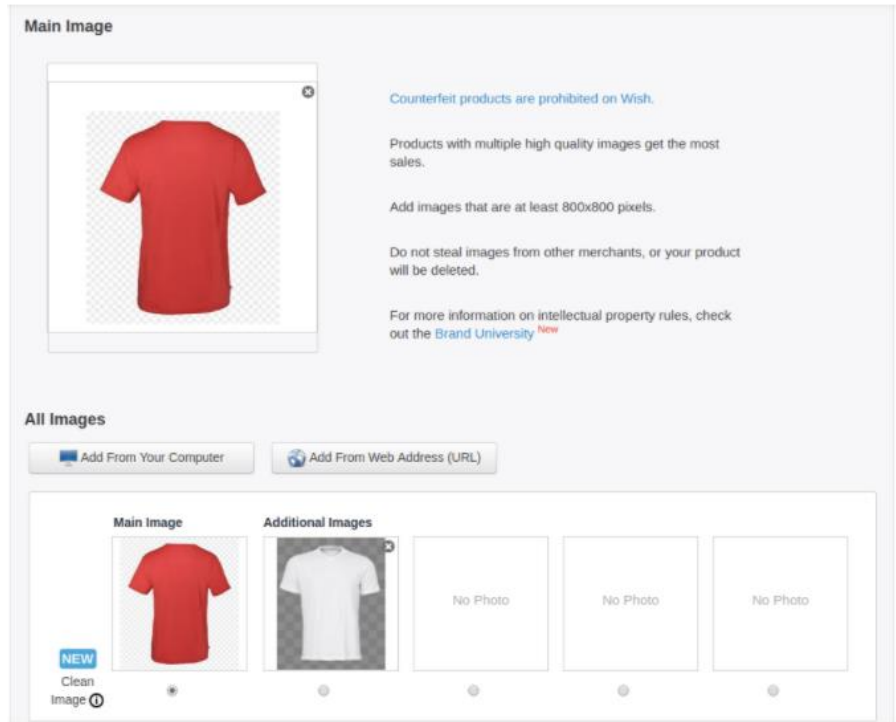 Main Image
Counterfeit products are prohibited on Wish.
Products with multiple high quality images get the most
sales.
Add images that are at least 800x800 pixels.
Do not steal images from other merchants, or your product
will be deleted.
For more information on intellectual property rules, check
out the Brand University New
All Images
Add From Your Computer
Add From Web Address (URL)
Main Image
Additional Images
No Photo
No Photo
No Photo
NEW
Clean
Image